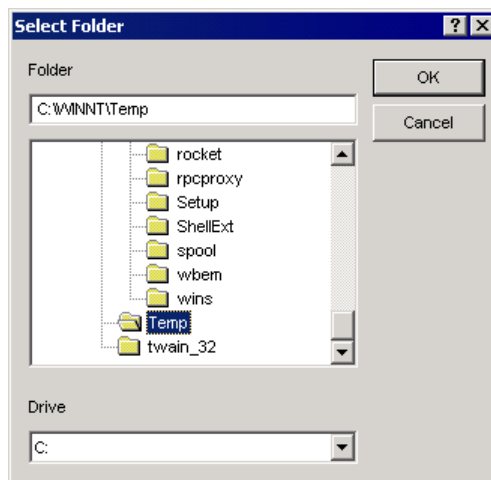 Select Folder
Folder
OK
C:\WINNT\Temp
Cancel
rocket
rpcproxy
Setup
ShellExt
spool
wbem
wins
Temp
twain_32
Drive
C: